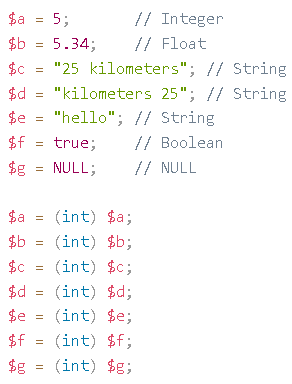 $a = 5;       // Integer
$b = 5.34;    // Float
$c = "25 kilometers"; // String
$d = "kilometers 25"; // String
$e = "hello"; // String
$f = true;    // Boolean
$g = NULL;    // NULL

$a = (int) $a;
$b = (int) $b;
$c = (int) $c;
$d = (int) $d;
$e = (int) $e;
$f = (int) $f;
$g = (int) $g;